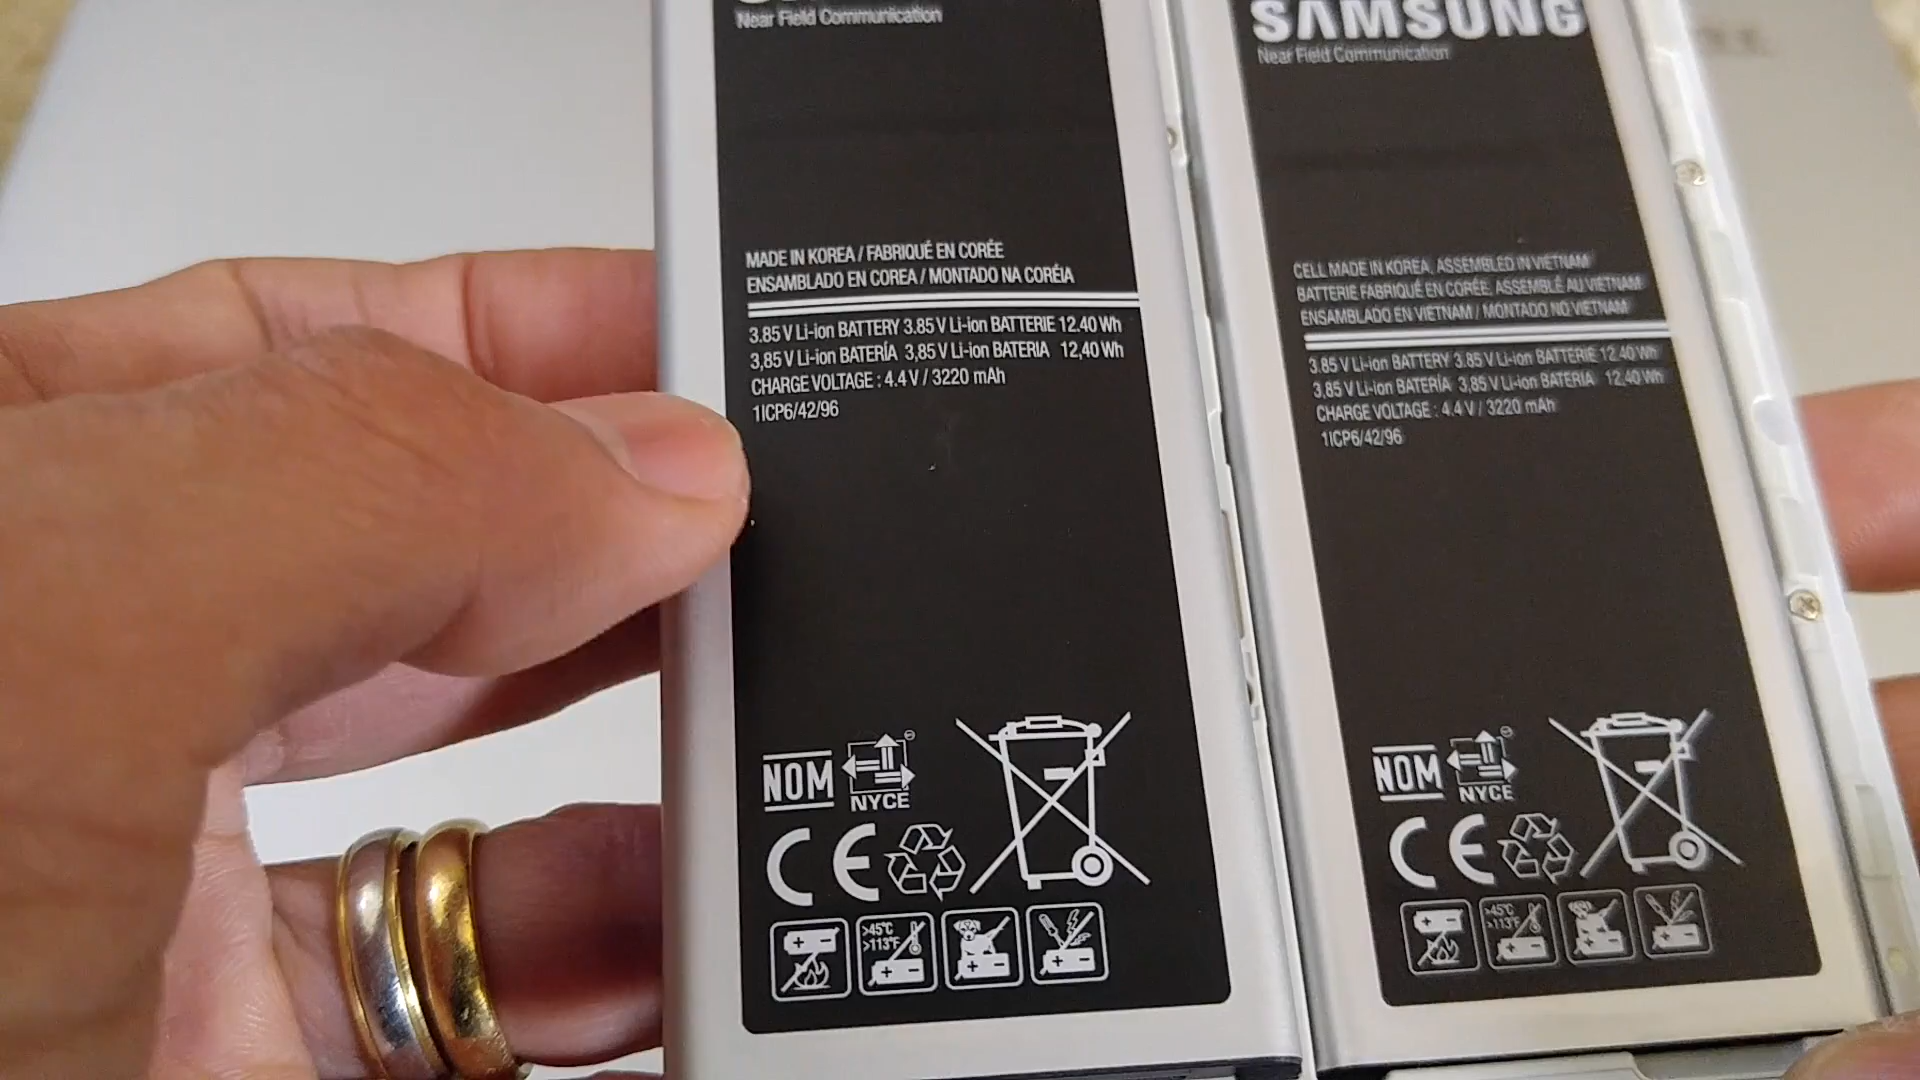 Near Field Communication
MADE IN KOREA / FABRIQUÉ EN CORÉE
ENSAMBLADO EN COREA / MONTADO NA CORÉIA
3.85 V Li-ion BATTERY 3.85 V Li-ion BATTERIE 12.40 Wh
3,85 V Li-ion BATERÍA 3,85 V Li-ion BATERIA 12,40 Wh
CHARGE VOLTAGE : 4.4 V / 3220 mAh
1ICP6/42/96
NOM
NYCE
CE
>45°C
>113°F
SAMSUNG
Near Field Communication
CELL MADE IN KOREA, ASSEMBLED IN VIETNAM
BATTERIE FABRIQUÉ EN CORÉE, ASSEMBLÉ AU VIETNAM
ENSAMBLADO EN VIETNAM / MONTADO NO VIETNAM
3.85 V Li-ion BATTERY 3.85 V Li-ion BATTERIE 12,40 Wh
3,85 V Li-ion BATERÍA 3,85 V Li-ion BATERIA 12,40 Wh
CHARGE VOLTAGE : 4.4 V / 3220 mAh
1ICP6/42/96
NOM
NYCE
CE
>45°C
>113°F